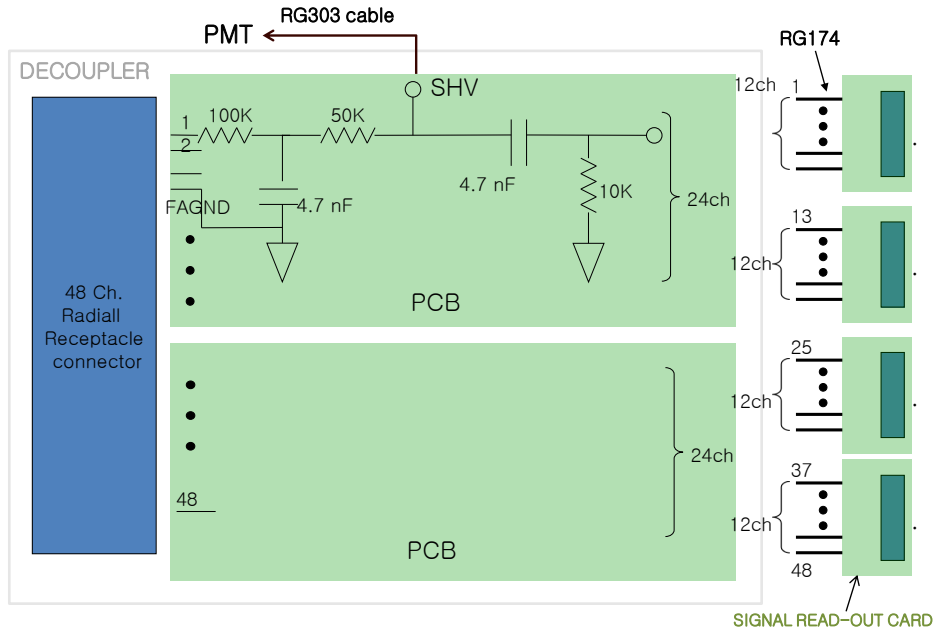 RG303 cable
PMT
RG174
DECOUPLER
SHV
12ch
1
1
100K
50K
2
4.7 nF
10K
FAGND
4.7 nF
24ch
13
12ch
48 Ch.
Radiall
Receptacle
connector
PCB
25
12ch
24ch
37
48
12ch
PCB
48
SIGNAL READ-OUT CARD